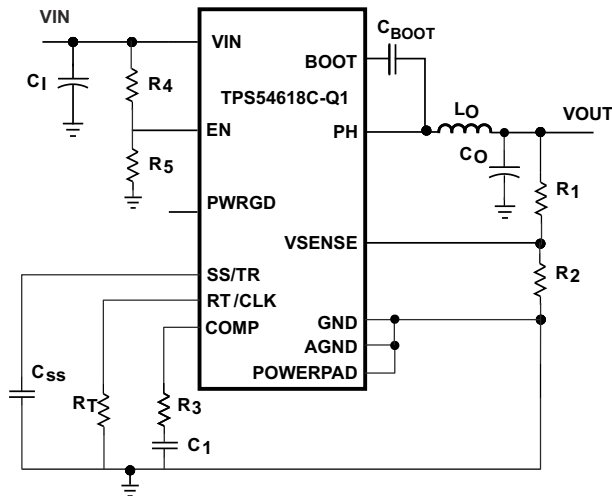 VIN
VIN
CBOOT
BOOT
CI
R4
TPS54618C-Q1
LO
VOUT
EN
PH
CO
R5
R1
PWRGD
VSENSE
R2
SS/TR
RT/CLK
GND
COMP
AGND
CSS
POWERPAD
RT
R3
C1